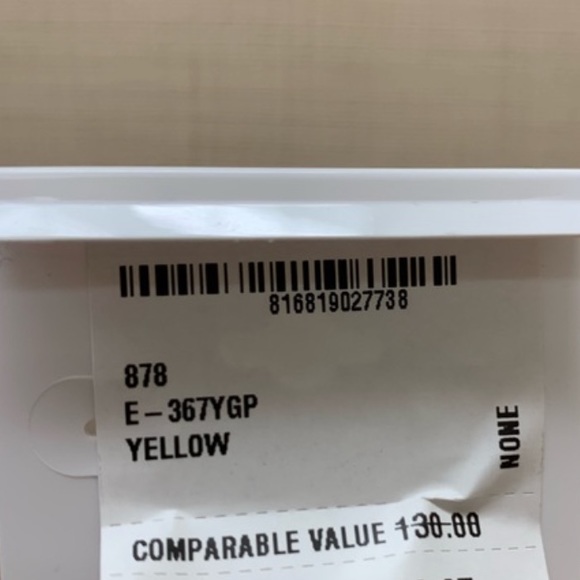 816819027738
878
E-367YGP
YELLOW
NONE
COMPARABLE VALUE 130.00